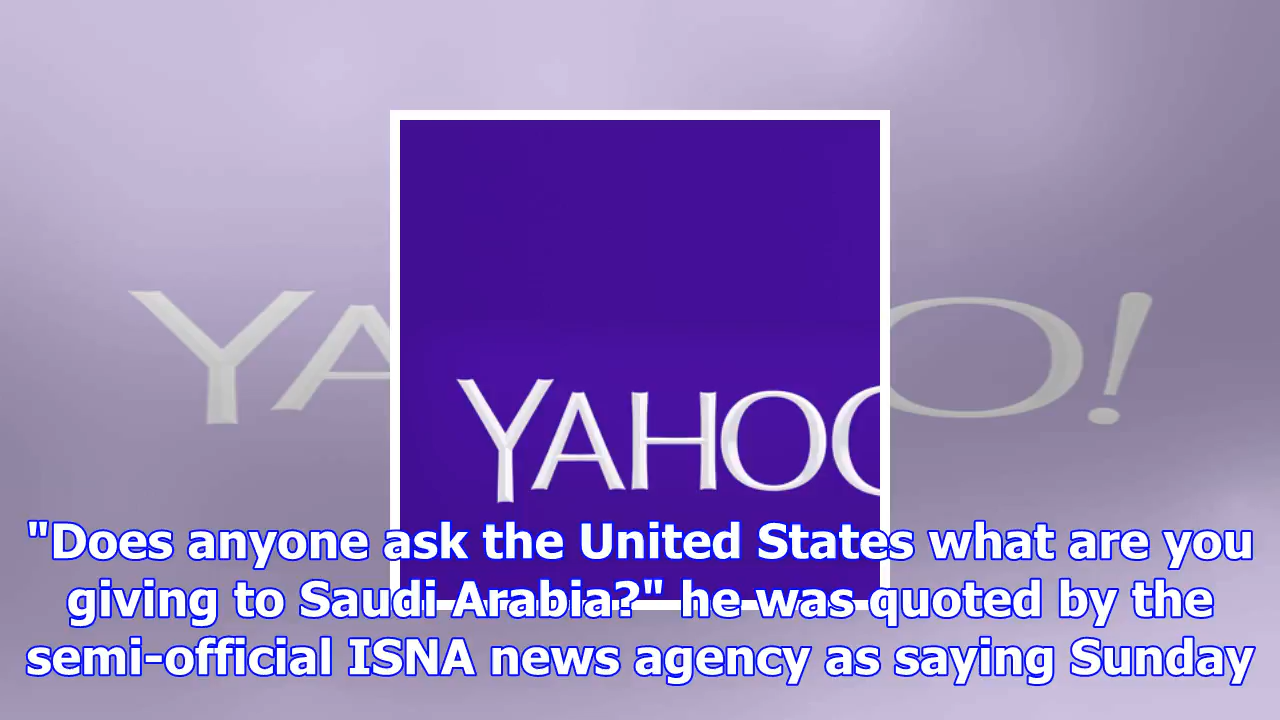 YAHOO
YA O!
"Does anyone ask the United States what are you
giving to Saudi Arabia?" he was quoted by the
semi-official ISNA news agency as saying Sunday